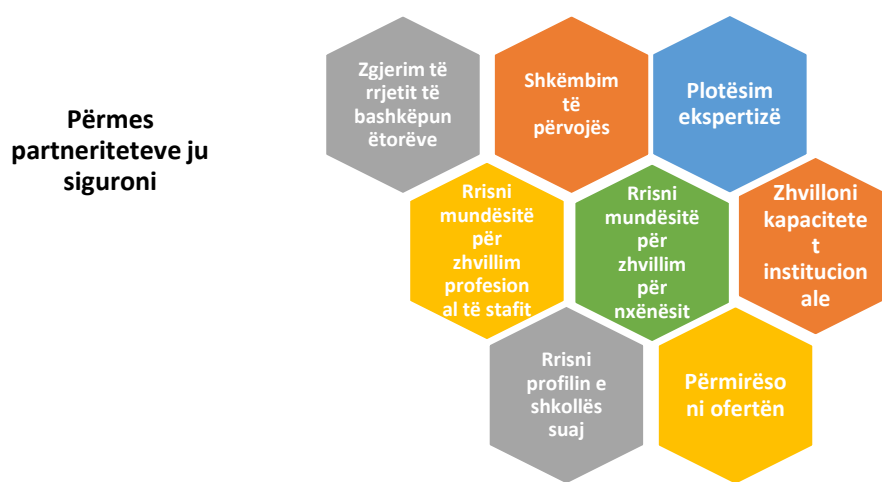 Përmes
partneriteteve ju
siguroni
Zgjerim të
rrjetit të
bashkëpun
ëtorëve
Shkëmbim
të
përvojës
Plotësim
ekspertizë
Rrisni
mundësitë
për
zhvillim
profesion
al të stafit
Rrisni
mundësitë
për
zhvillim
për
nxënësit
Zhvilloni
kapacitete
t
institucion
ale
Rrisni
profilin e
shkollës
suaj
Përmirëso
ni ofertën